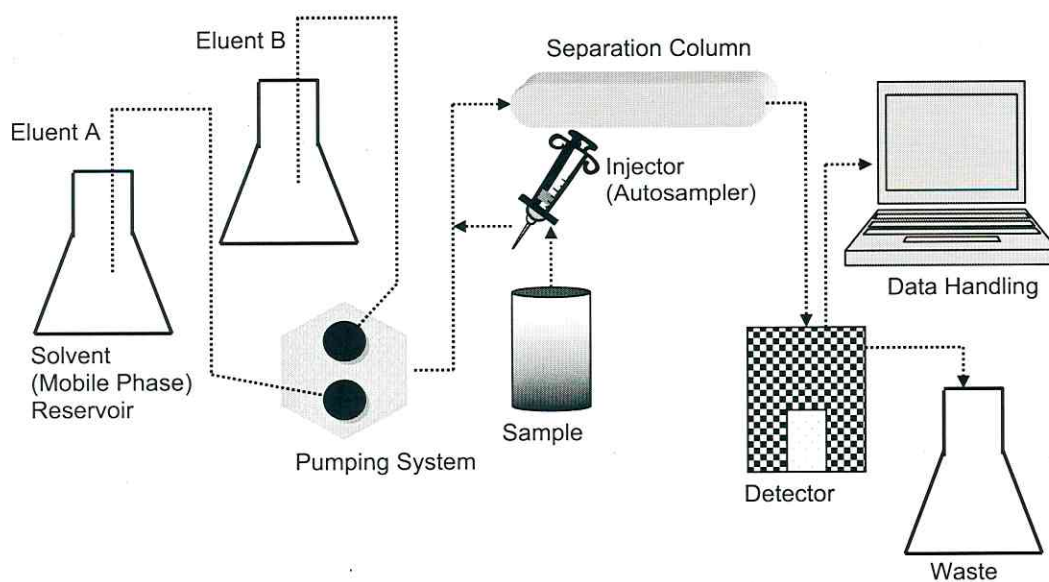 Eluent B
Separation Column
Eluent A
Injector
(Autosampler)
Data Handling
Solvent
(Mobile Phase)
Reservoir
Sample
Pumping System
Detector
Waste